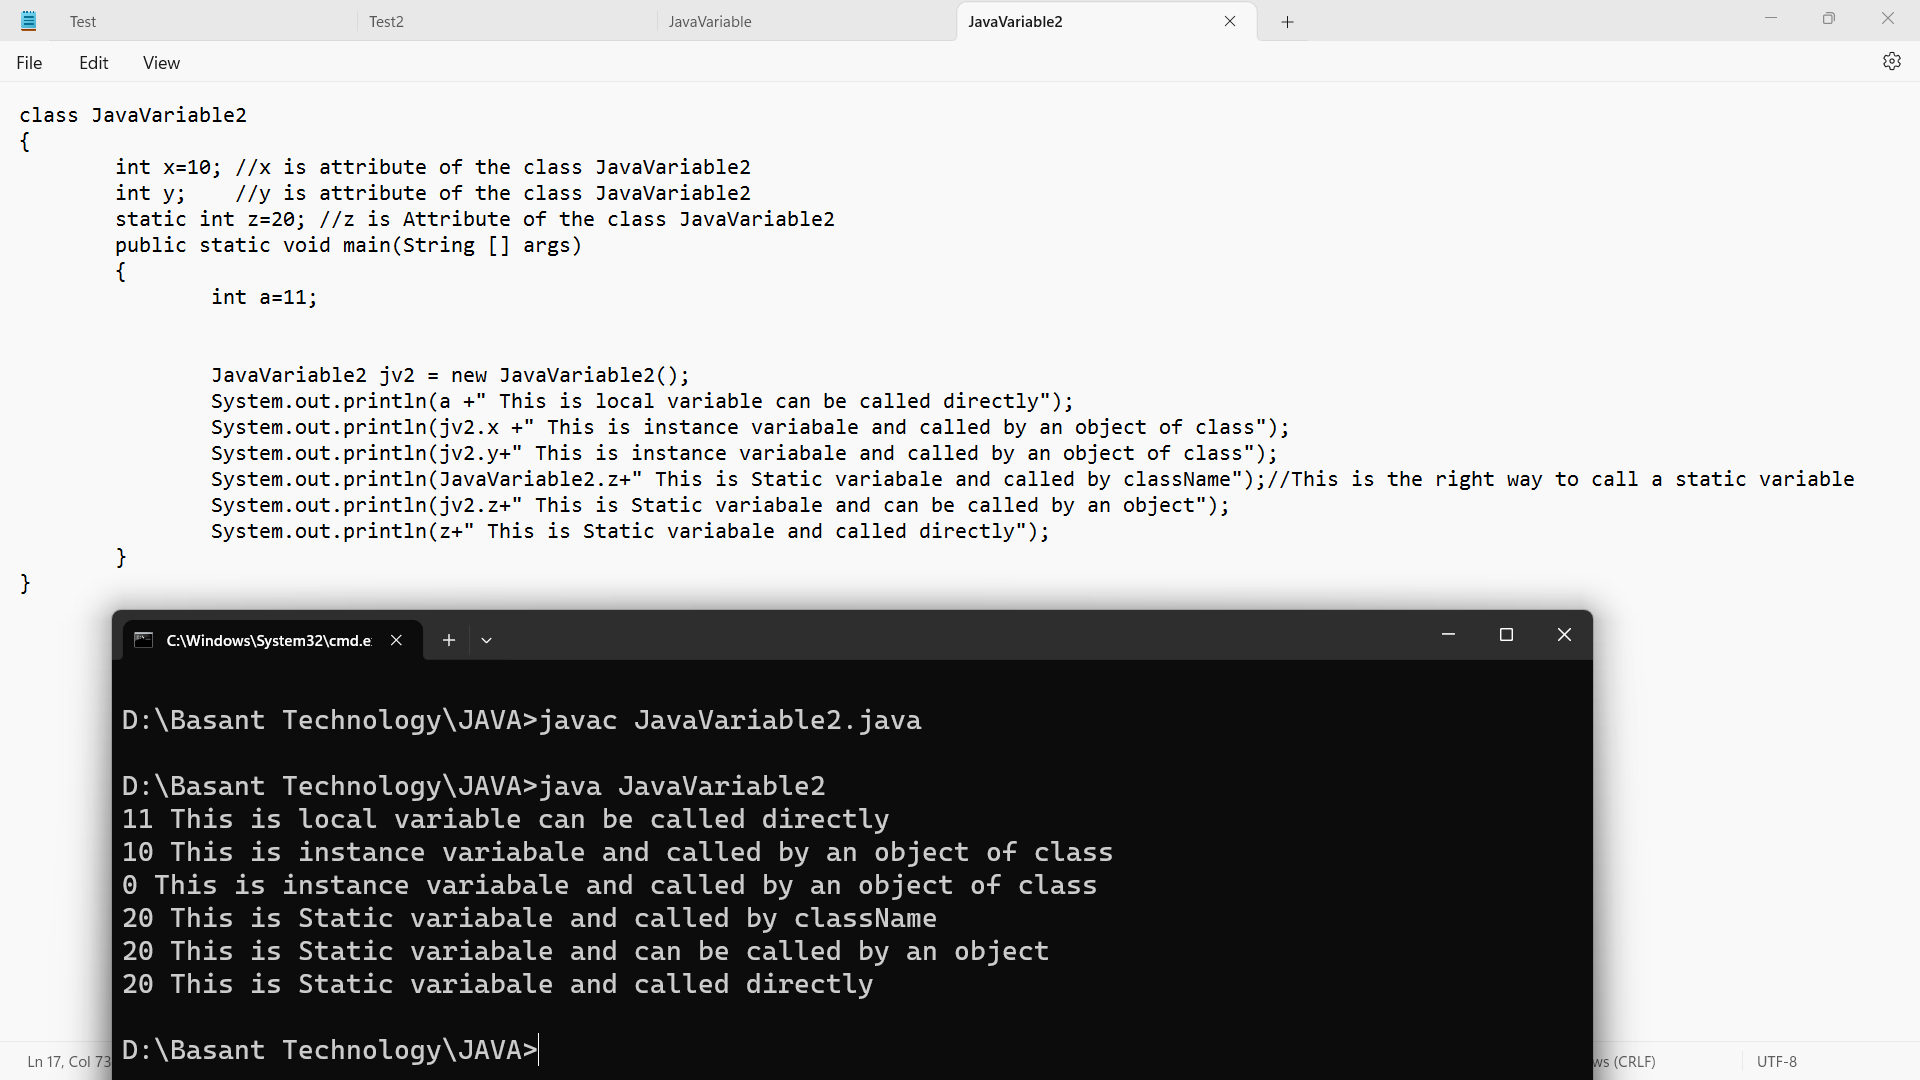 Test Test2 JavaVariable JavaVariable2
File Edit View
class JavaVariable2
{
int x=10; //x is attribute of the class JavaVariable2
int y; //y is attribute of the class JavaVariable2
static int z=20; //z is Attribute of the class JavaVariable2
public static void main(String [] args)
{
int a=11;
JavaVariable2 jv2 = new JavaVariable2();
System.out.println(a +" This is local variable can be called directly");
System.out.println(jv2.x +" This is instance variabale and called by an object of class");
System.out.println(jv2.y+" This is instance variabale and called by an object of class");
System.out.println(JavaVariable2.z+" This is Static variabale and called by className");//This is the right way to call a static variable
System.out.println(jv2.z+" This is Static variabale and can be called by an object");
System.out.println(z+" This is Static variabale and called directly");
}
}
C:\Windows\System32\cmd.e
D:\Basant Technology\JAVA>javac JavaVariable2.java
D:\Basant Technology\JAVA>java JavaVariable2
11 This is local variable can be called directly
10 This is instance variabale and called by an object of class
0 This is instance variabale and called by an object of class
20 This is Static variabale and called by className
20 This is Static variabale and can be called by an object
20 This is Static variabale and called directly
D:\Basant Technology\JAVA>
Ln 17, Col 73 ws (CRLF) UTF-8